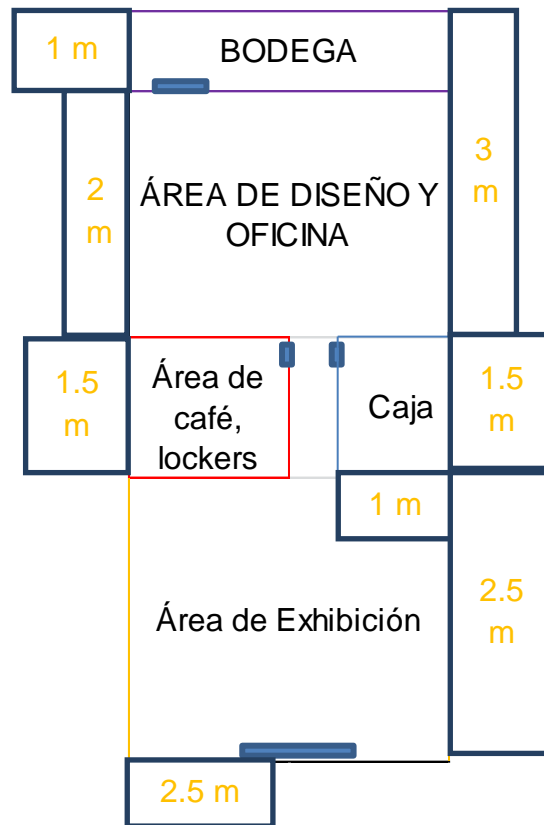 1 m
BODEGA
3
m
2
m
ÁREA DE DISEÑO Y
OFICINA
1.5
m
Área de
café,
lockers
Caja
1.5
m
1 m
2.5
m
Área de Exhibición
2.5 m